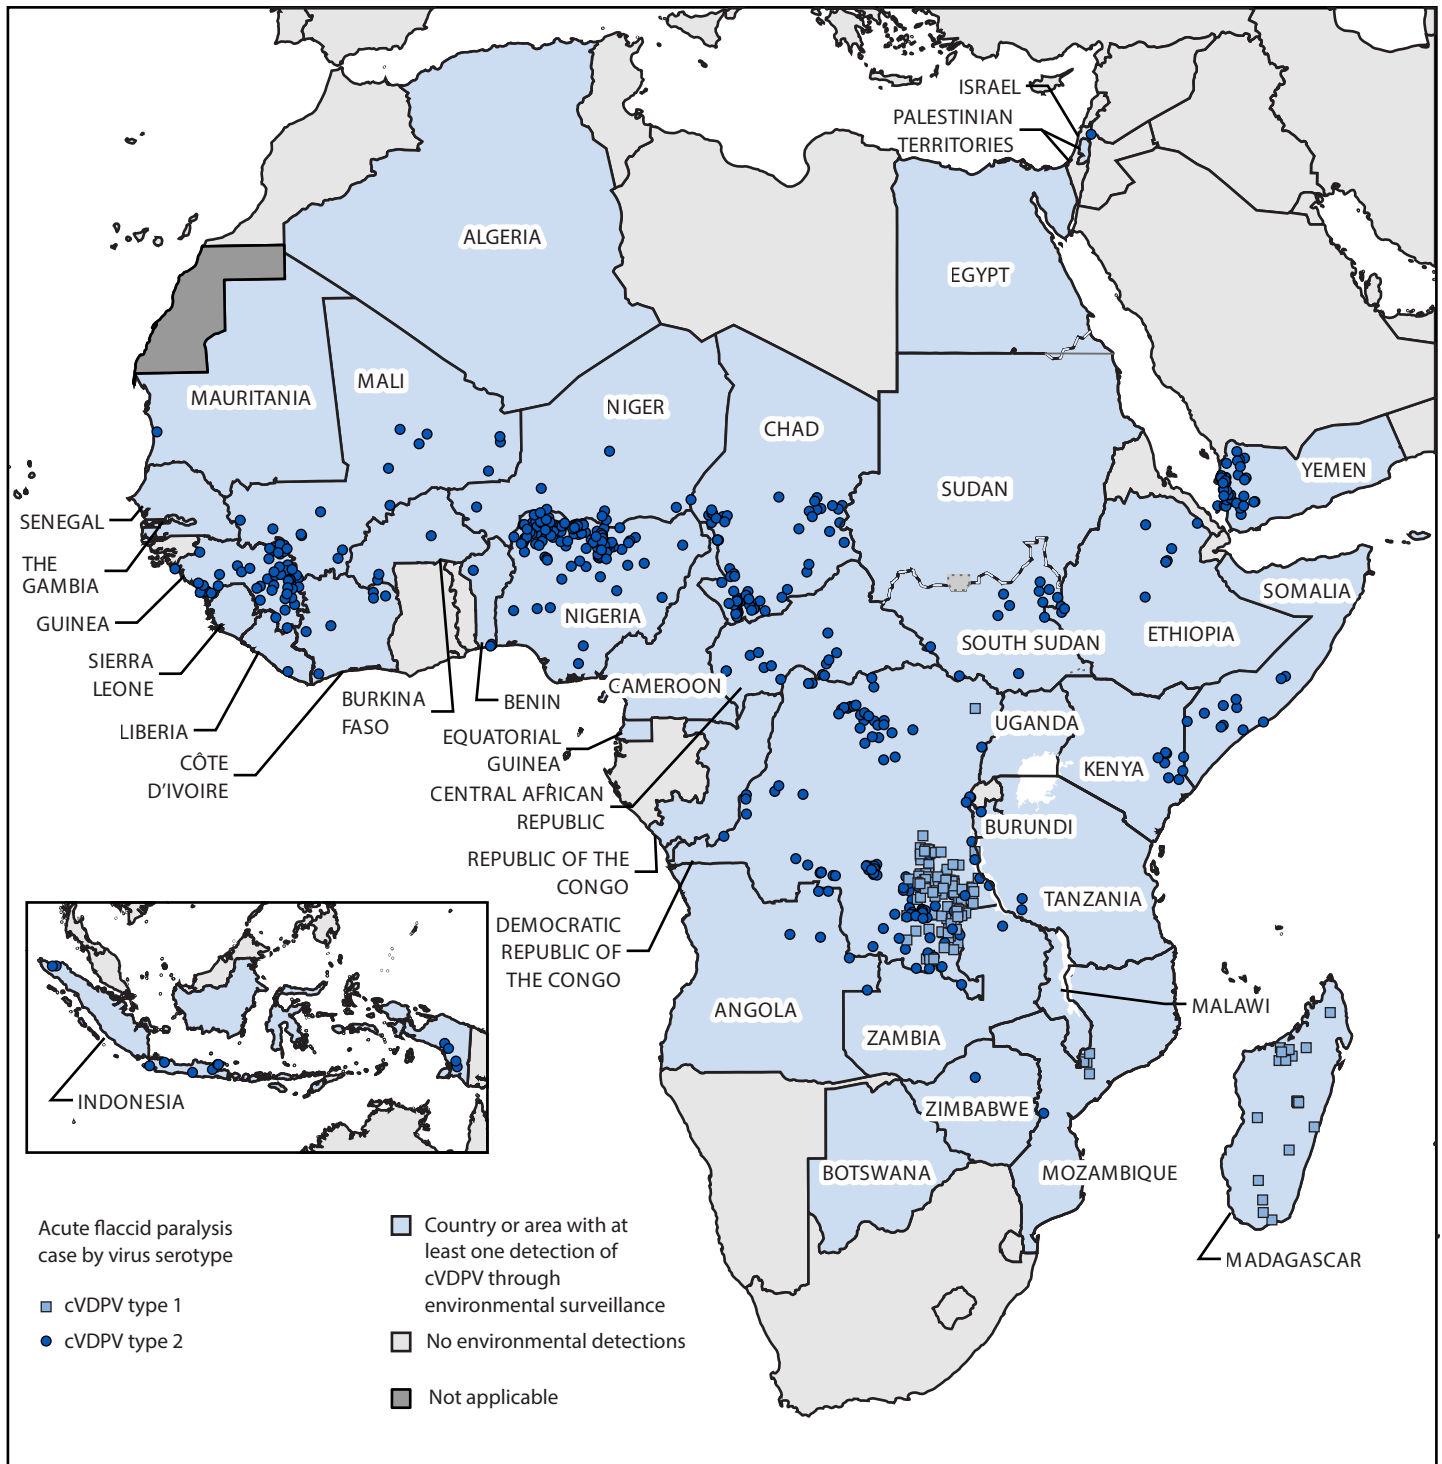 ISRAEL
PALESTINIAN
TERRITORIES
ALGERIA
EGYPT
MALI
MAURITANIA
NIGER
CHAD
SUDAN
YEMEN
SENEGAL
THE
GAMBIA
GUINEA
SIERRA
LEONE
LIBERIA
CÔTE
D'IVOIRE
BURKINA
FASO
BENIN
NIGERIA
CAMEROON
EQUATORIAL
GUINEA
CENTRAL AFRICAN
REPUBLIC
REPUBLIC OF THE
CONGO
DEMOCRATIC
REPUBLIC OF
THE CONGO
SOUTH SUDAN
ETHIOPIA
SOMALIA
UGANDA
KENYA
BURUNDI
TANZANIA
ANGOLA
ZAMBIA
MALAWI
ZIMBABWE
BOTSWANA
MOZAMBIQUE
MADAGASCAR
INDONESIA
Acute flaccid paralysis
case by virus serotype
cVDPV type 1
cVDPV type 2
Country or area with at
least one detection of
cVDPV through
environmental surveillance
No environmental detections
Not applicable